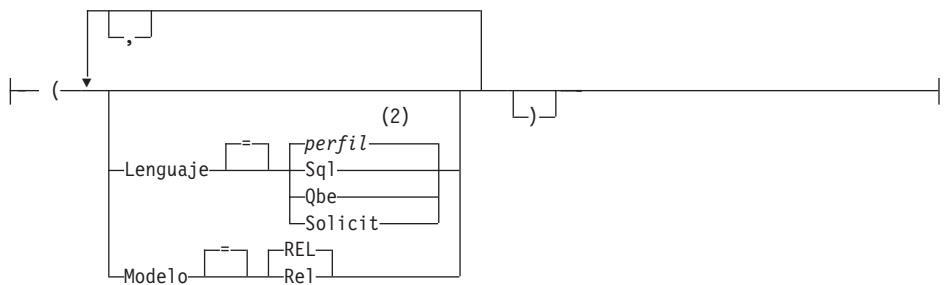 ,
(
(2)
)
= perfil
Lenguaje Sql
Qbe
Solicit
= REL
Modelo Rel